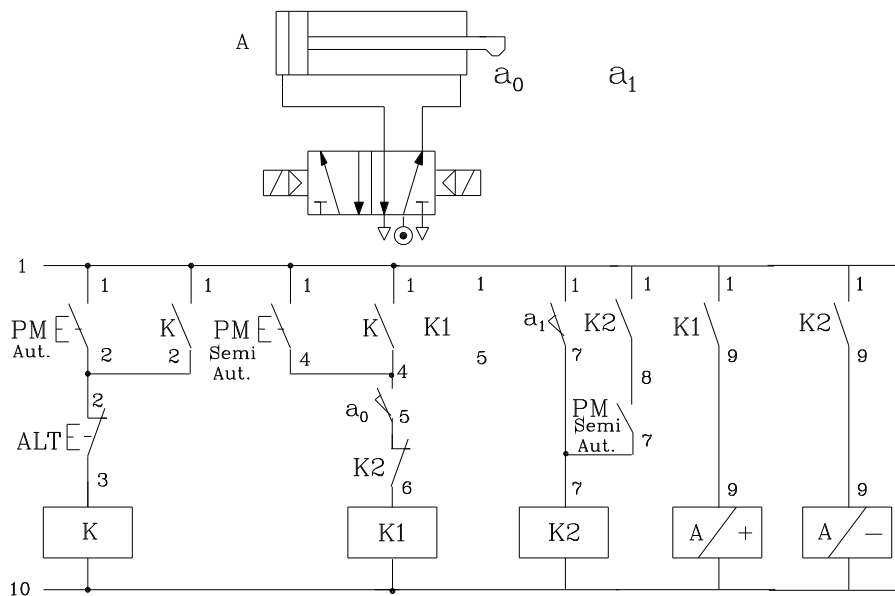 A
a0 a1
1
1 1 1 1 1 1 1 1 1
PM Aut. K PM Semi Aut. K K1 a1 K2 K1 K2
2 2 4 4 5 7 8 9 9
2
ALT
a0 5
K2
PM Semi Aut. 7
3 6 7 9 9
K K1 K2 A + A −
10